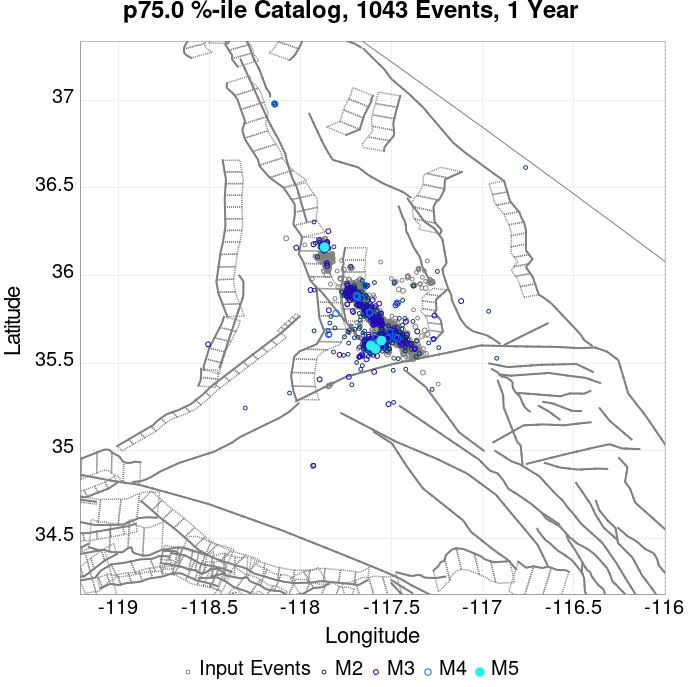 p75.0 %-ile Catalog, 1043 Events, 1 Year
37
36.5
36
35.5
35
34.5
Latitude
-119 -118.5 -118 -117.5 -117 -116.5 -116
Longitude
Input Events M2 M3 M4 M5